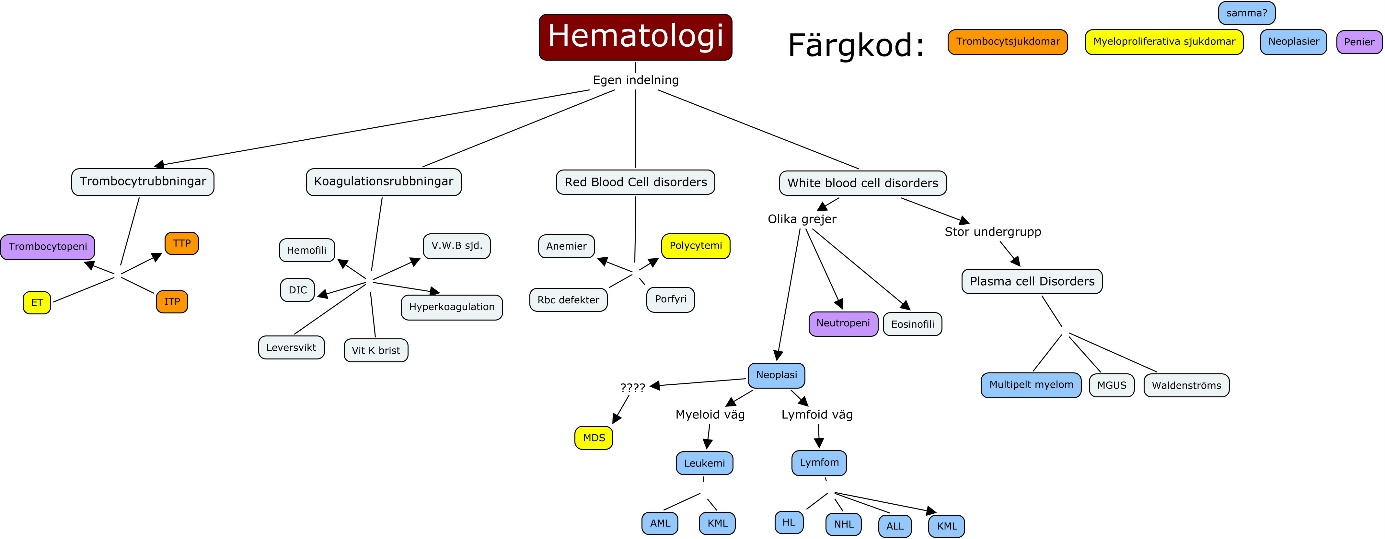 Hematologi
samma?
Färgkod:
Trombocytsjukdomar
Myeloproliferativa sjukdomar
Neoplasier
Penier
Egen indelning
Trombocytrubbningar
Koagulationsrubbningar
Red Blood Cell disorders
White blood cell disorders
Olika grejer
Stor undergrupp
Trombocytopeni
TTP
ET
ITP
Hemofili
V.W.B sjd.
DIC
Hyperkoagulation
Leversvikt
Vit K brist
Anemier
Polycytemi
Rbc defekter
Porfyri
Plasma cell Disorders
Neutropeni
Eosinofili
Neoplasi
Multipelt myelom
MGUS
Waldenströms
????
MDS
Myeloid väg
Lymfoid väg
Leukemi
Lymfom
AML
KML
HL
NHL
ALL
KML